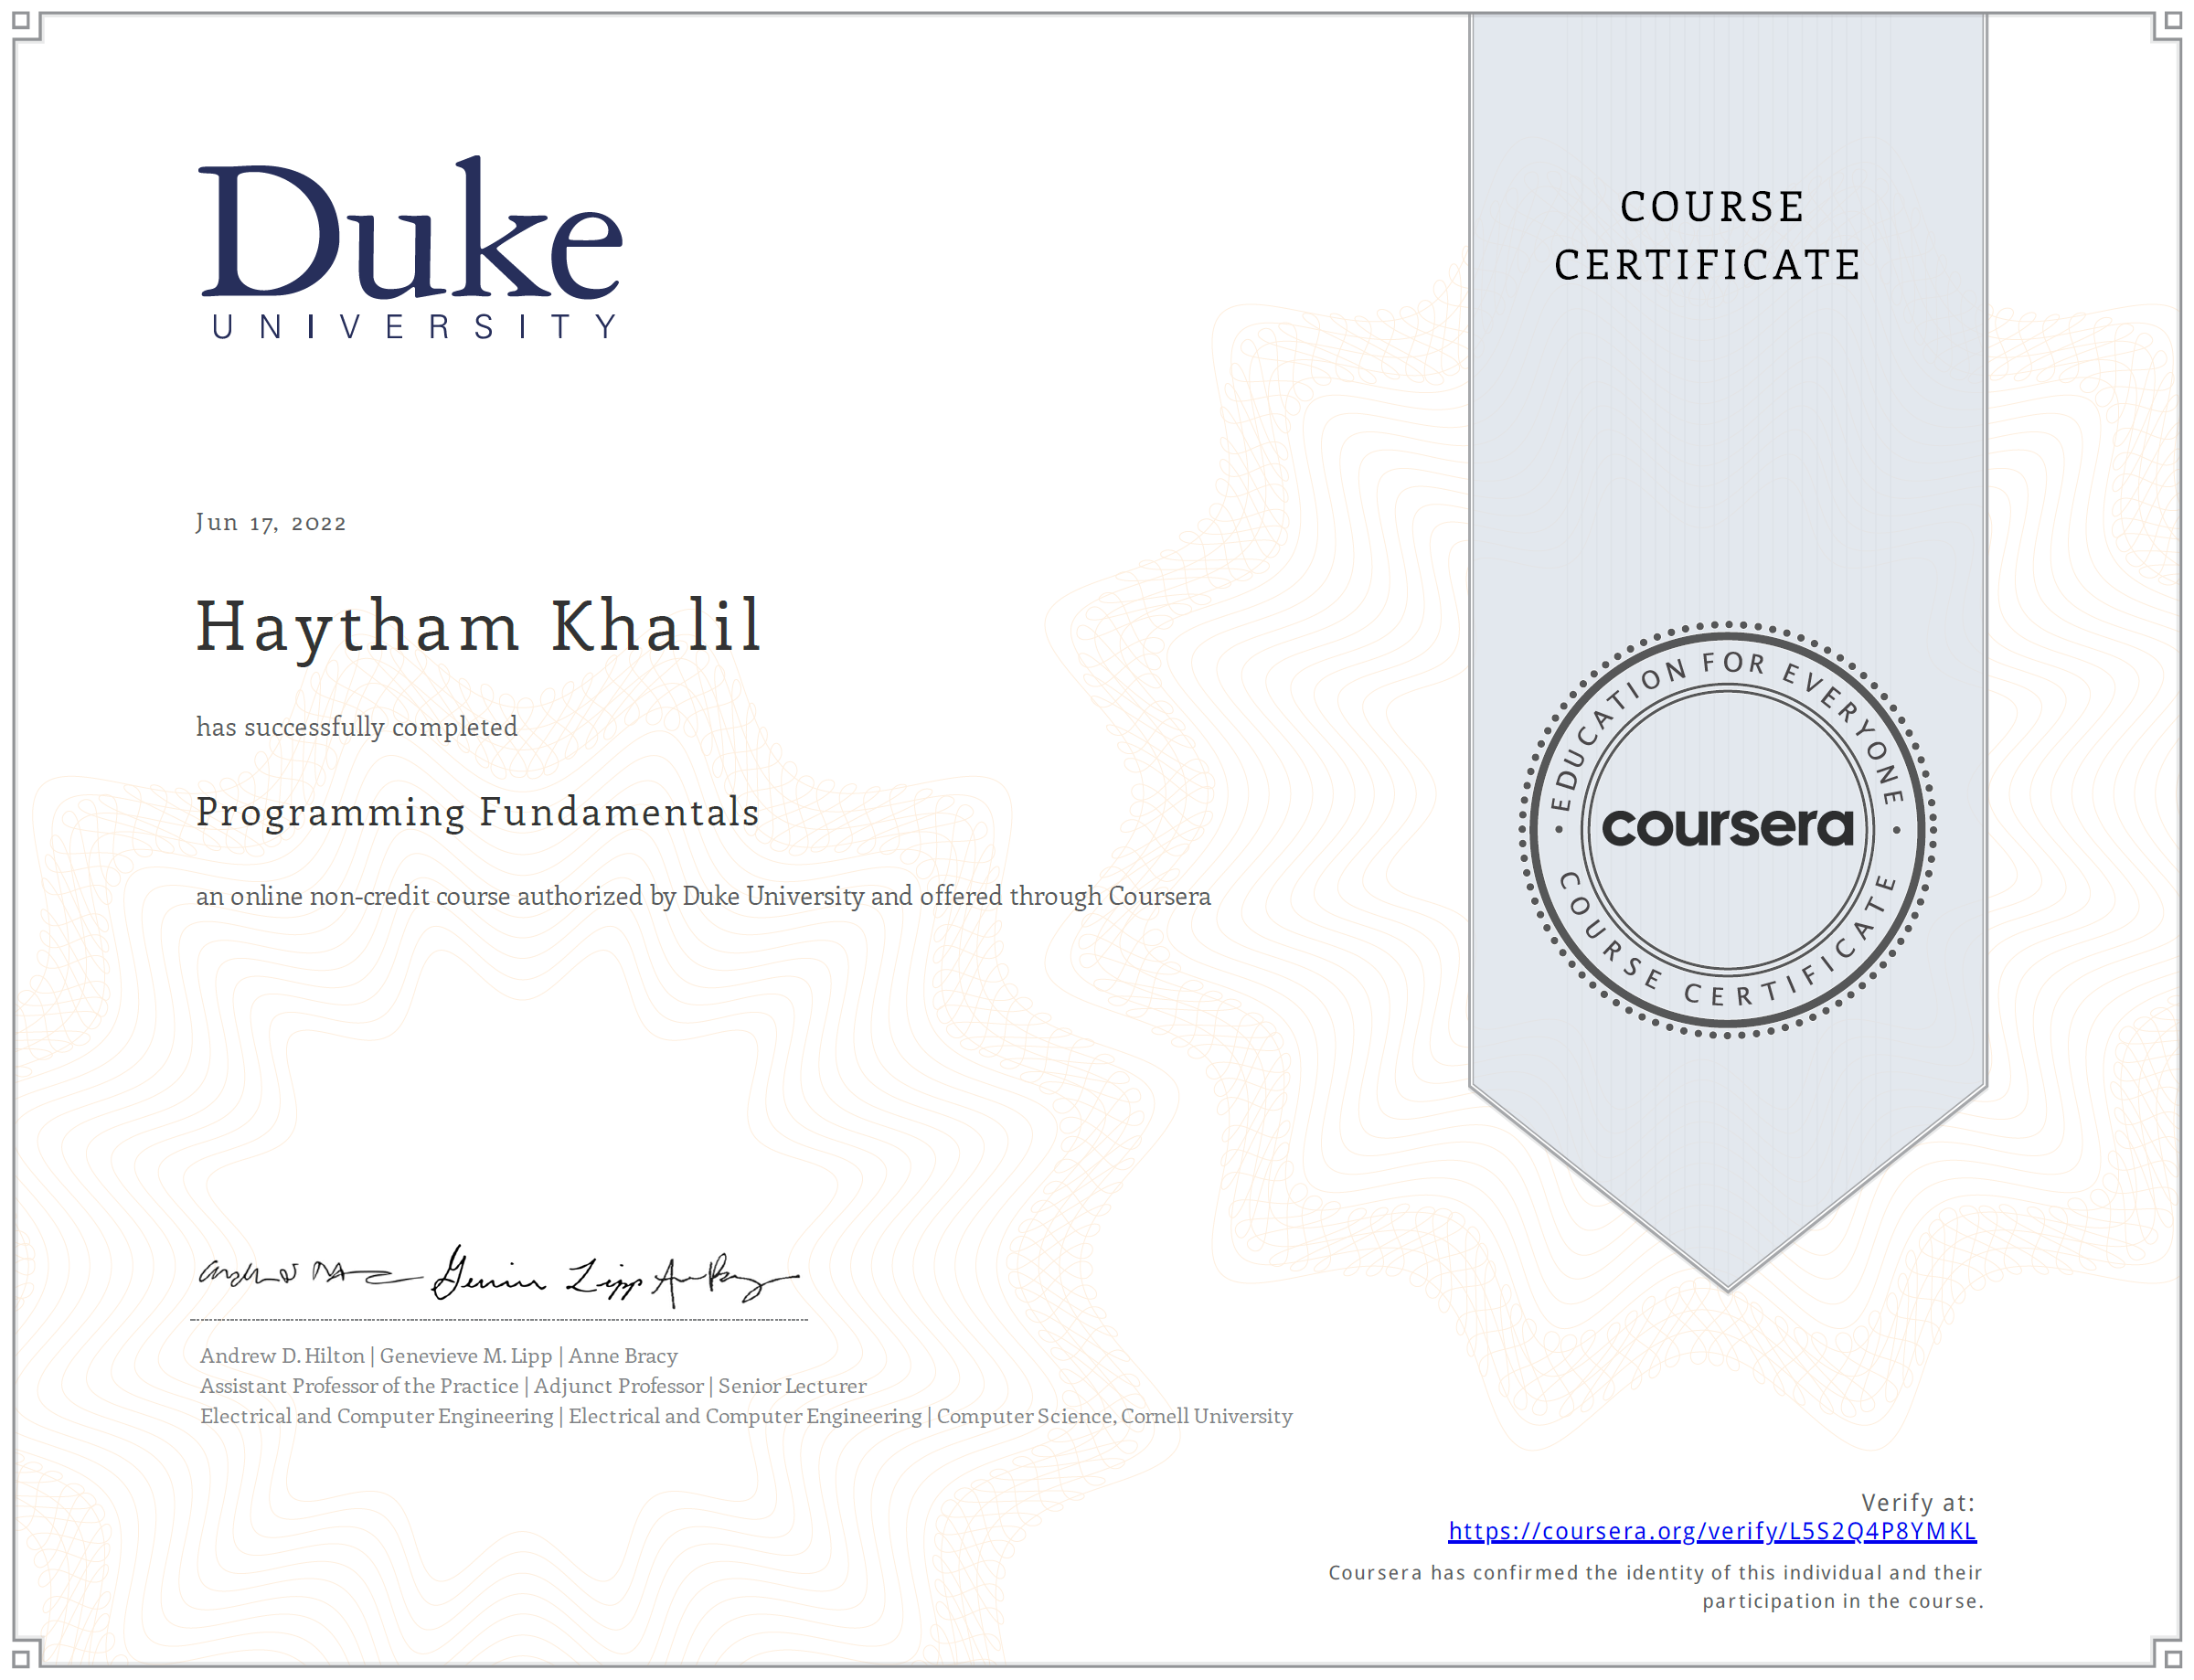 Duke
UNIVERSITY
COURSE
CERTIFICATE
Jun 17, 2022
Haytham Khalil
has successfully completed
Programming Fundamentals
an online non-credit course authorized by Duke University and offered through Coursera
EDUCATION FOR EVERYONE
coursera
COURSE CERTIFICATE
Andrew D. Hilton | Genevieve M. Lipp | Anne Bracy
Assistant Professor of the Practice | Adjunct Professor | Senior Lecturer
Electrical and Computer Engineering | Electrical and Computer Engineering | Computer Science, Cornell University
Verify at:
https://coursera.org/verify/L5S2Q4P8YMKL
Coursera has confirmed the identity of this individual and their
participation in the course.